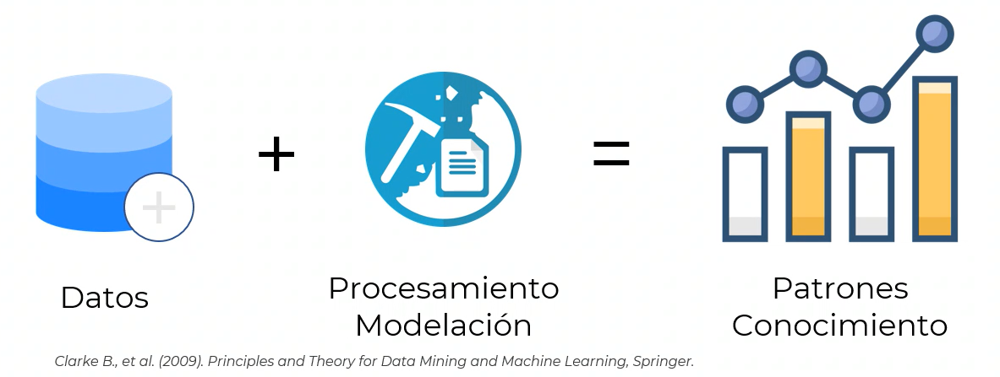 +
=
Datos
Procesamiento
Modelación
Patrones
Conocimiento
Clarke B., et al. (2009). Principles and Theory for Data Mining and Machine Learning, Springer.